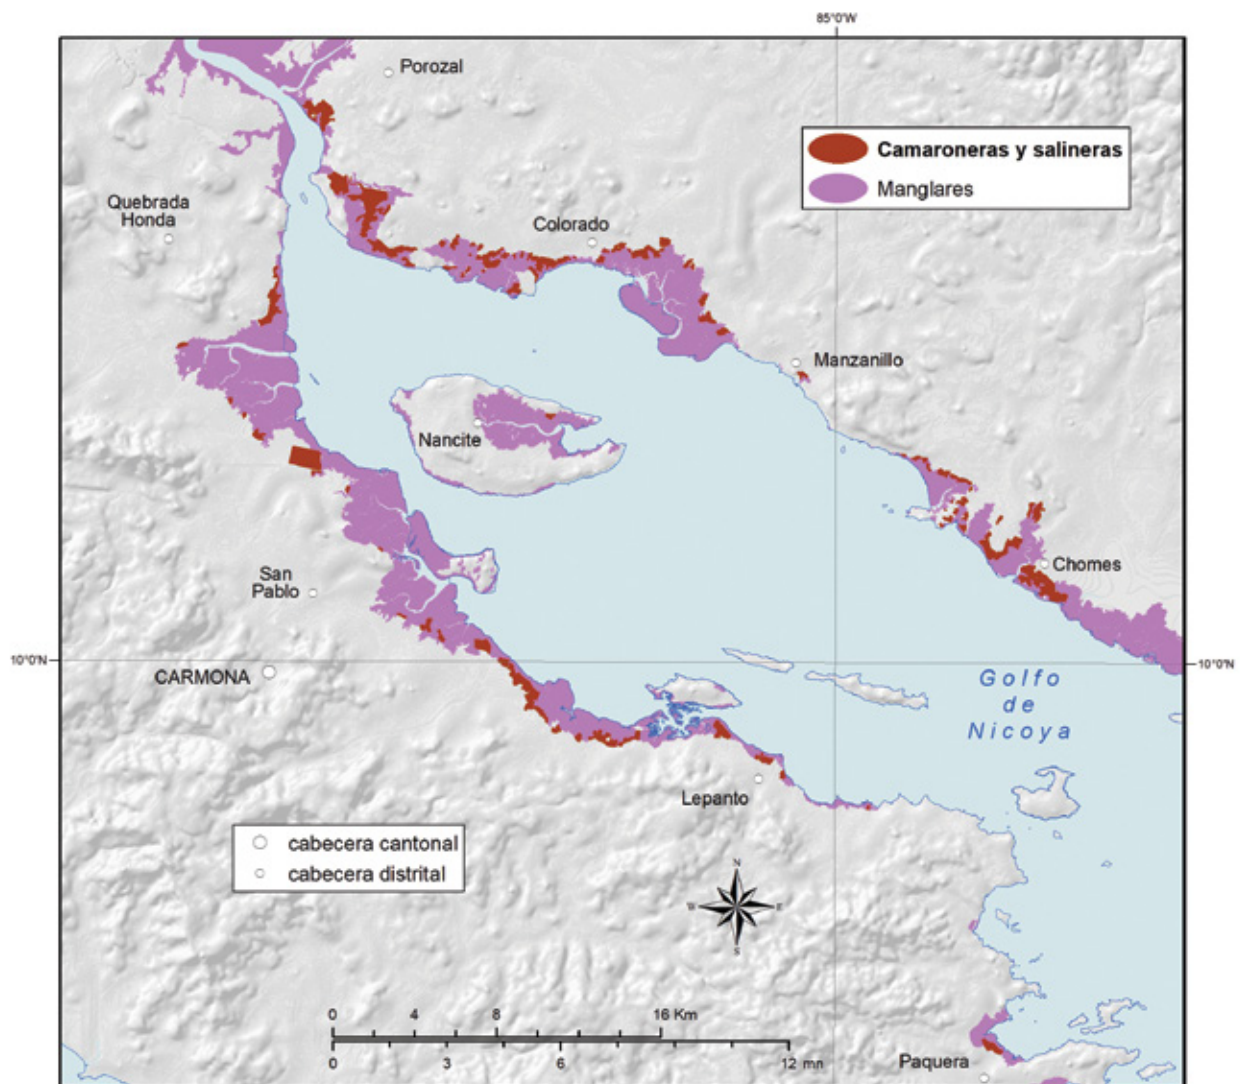 85°0'W
Porozal
Camaroneras y salineras
Manglares
Quebrada
Honda
Colorado
Manzanillo
Nancite
Chomes
San
Pablo
10°0'N
10°0'N
CARMONA
Golfo
de
Nicoya
Lepanto
cabecera cantonal
cabecera distrital
N
W
E
S
0 4 8 16 Km
0 3 6 12 mn
Paquera